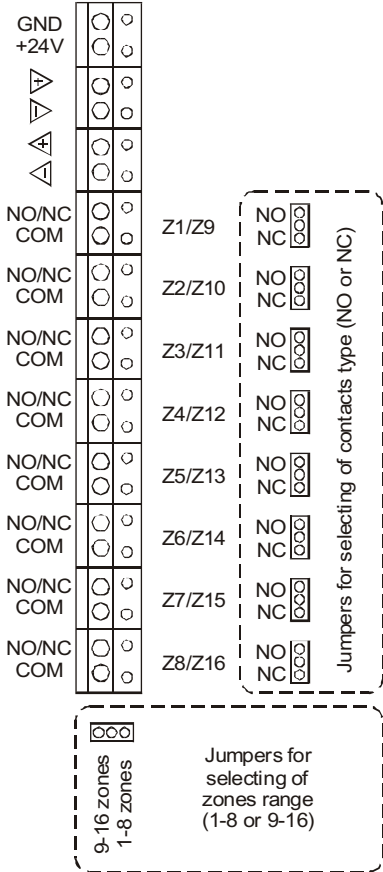 GND
+24V
+
-
+
-
NO/NC
COM
Z1/Z9
NO
NC
NO/NC
COM
Z2/Z10
NO
NC
NO/NC
COM
Z3/Z11
NO
NC
NO/NC
COM
Z4/Z12
NO
NC
NO/NC
COM
Z5/Z13
NO
NC
NO/NC
COM
Z6/Z14
NO
NC
NO/NC
COM
Z7/Z15
NO
NC
NO/NC
COM
Z8/Z16
NO
NC
Jumpers for selecting of contacts type (NO or NC)
9-16 zones
1-8 zones
Jumpers for
selecting of
zones range
(1-8 or 9-16)